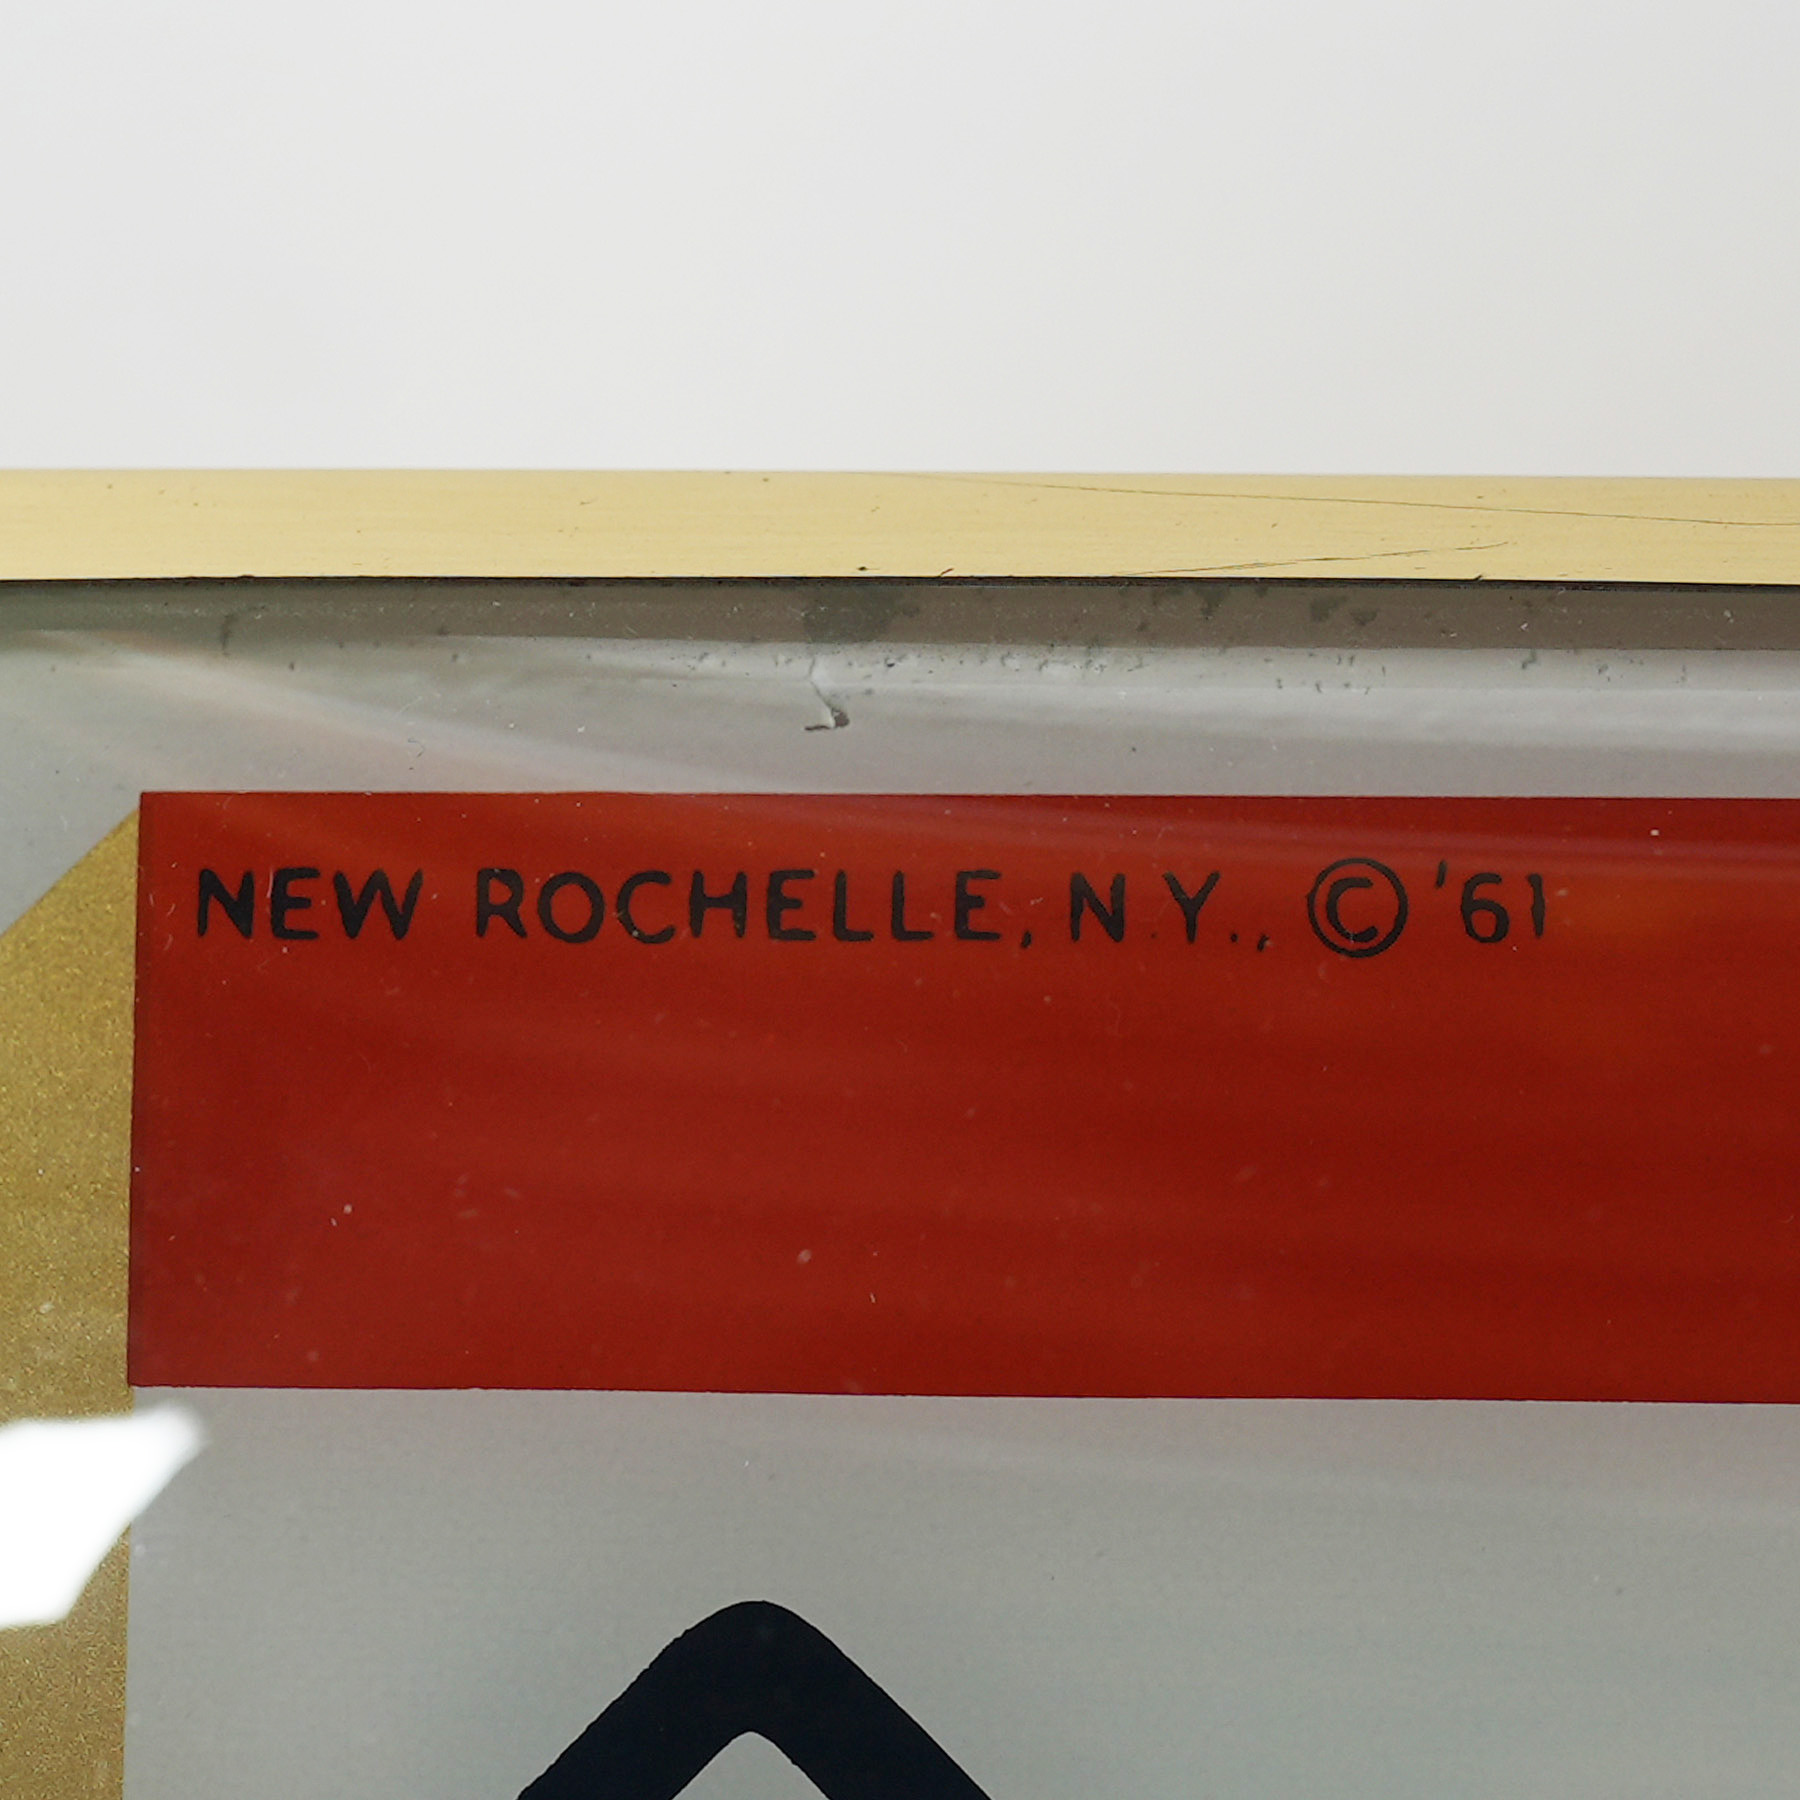 NEW ROCHELLE, N.Y., © '61